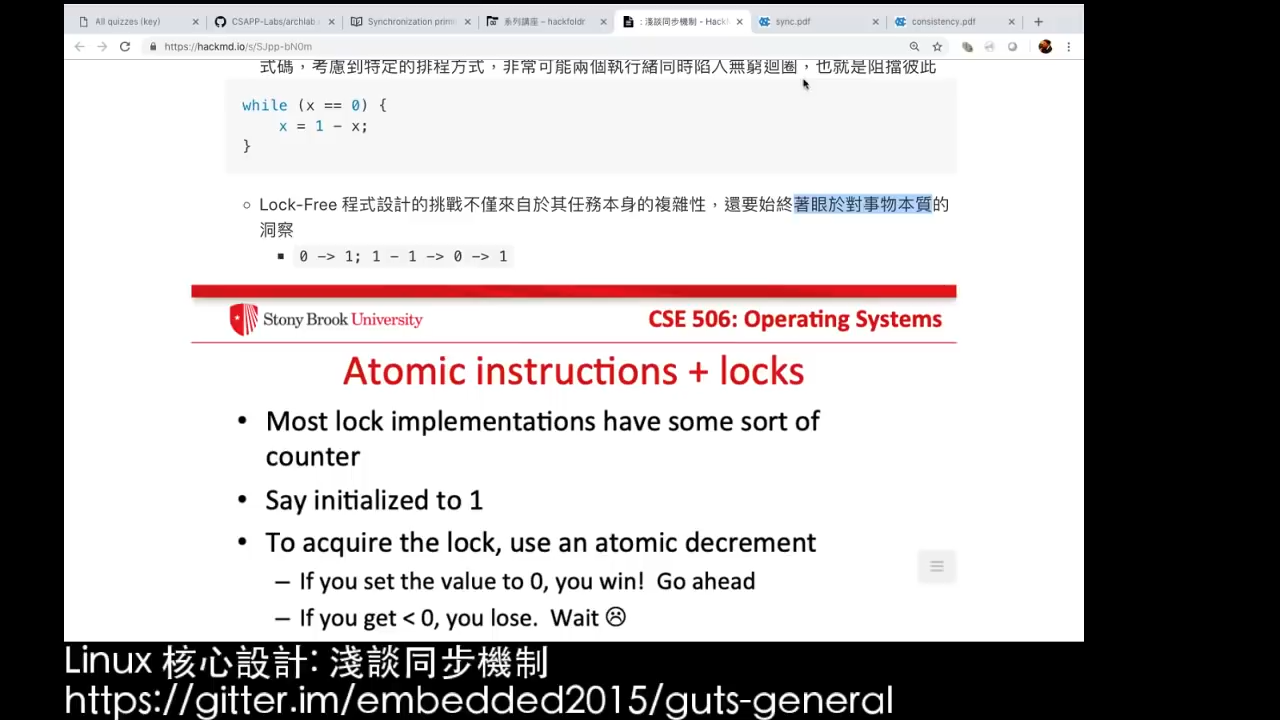 All quizzes (key)
CSAPP-Labs/archlab
Synchronization primi
系列講座 – hackfoldr
: 淺談同步機制 - Hack
sync.pdf
consistency.pdf
https://hackmd.io/s/SJpp-bN0m
式碼，考慮到特定的排程方式，非常可能兩個執行緒同時陷入無窮迴圈，也就是阻擋彼此
while (x == 0) {
x = 1 - x;
}
Lock-Free 程式設計的挑戰不僅來自於其任務本身的複雜性，還要始終著眼於對事物本質的
洞察
0 -> 1; 1 - 1 -> 0 -> 1
Stony Brook University
CSE 506: Operating Systems
Atomic instructions + locks
• Most lock implementations have some sort of
counter
• Say initialized to 1
• To acquire the lock, use an atomic decrement
– If you set the value to 0, you win! Go ahead
– If you get < 0, you lose. Wait ☹
Linux 核心設計: 淺談同步機制
https://gitter.im/embedded2015/guts-general